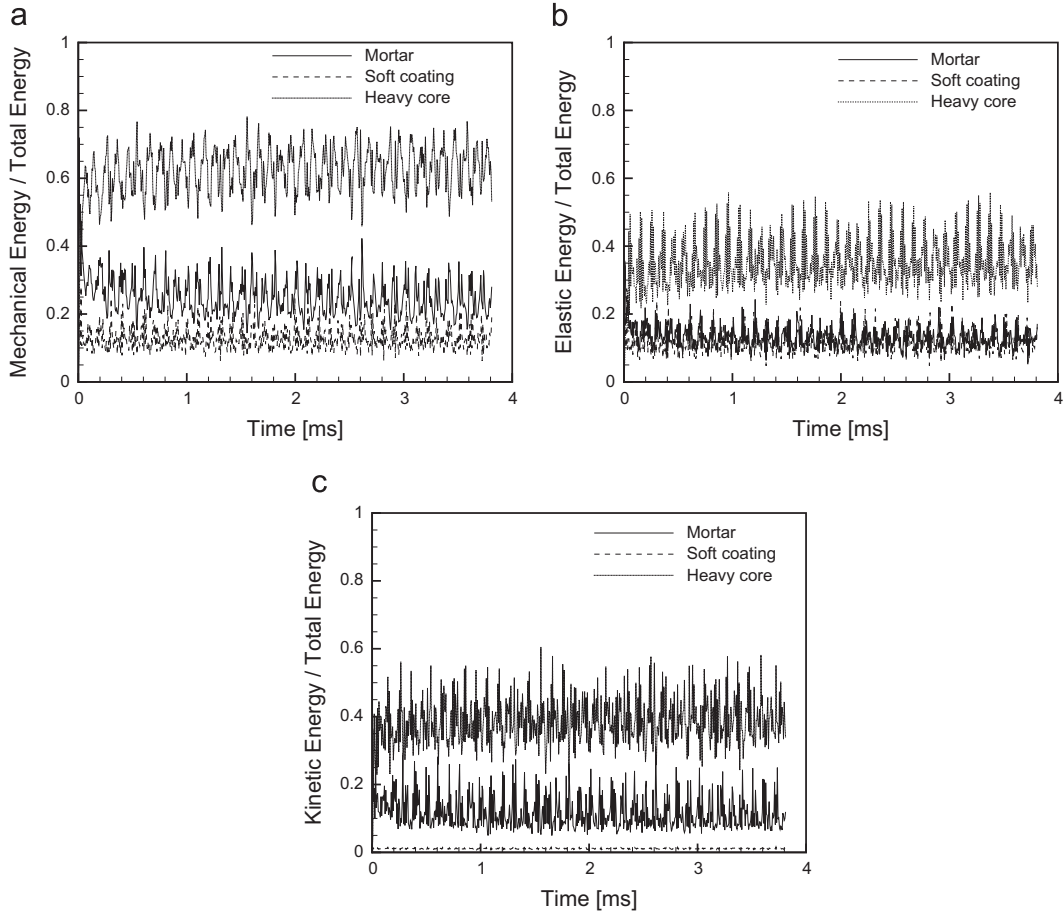 a
Mechanical Energy / Total Energy
1
0.8
0.6
0.4
0.2
0
0
1
2
3
4
Time [ms]
Mortar
Soft coating
Heavy core
b
Elastic Energy / Total Energy
1
0.8
0.6
0.4
0.2
0
0
1
2
3
4
Time [ms]
Mortar
Soft coating
Heavy core
c
Kinetic Energy / Total Energy
1
0.8
0.6
0.4
0.2
0
0
1
2
3
4
Time [ms]
Mortar
Soft coating
Heavy core